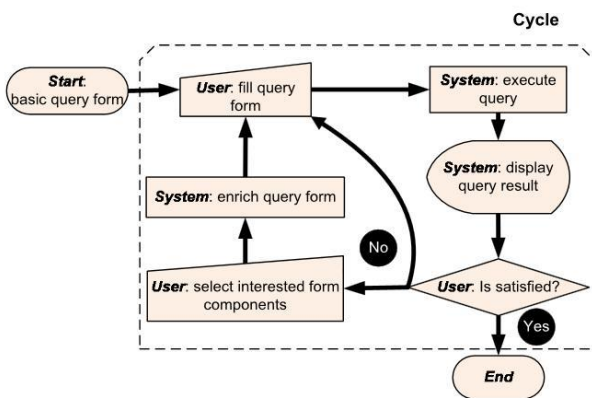 Cycle
Start:
basic query form
User: fill query
form
System: execute
query
System: display
query result
System: enrich query form
No
User: select interested form
components
User: Is satisfied?
Yes
End